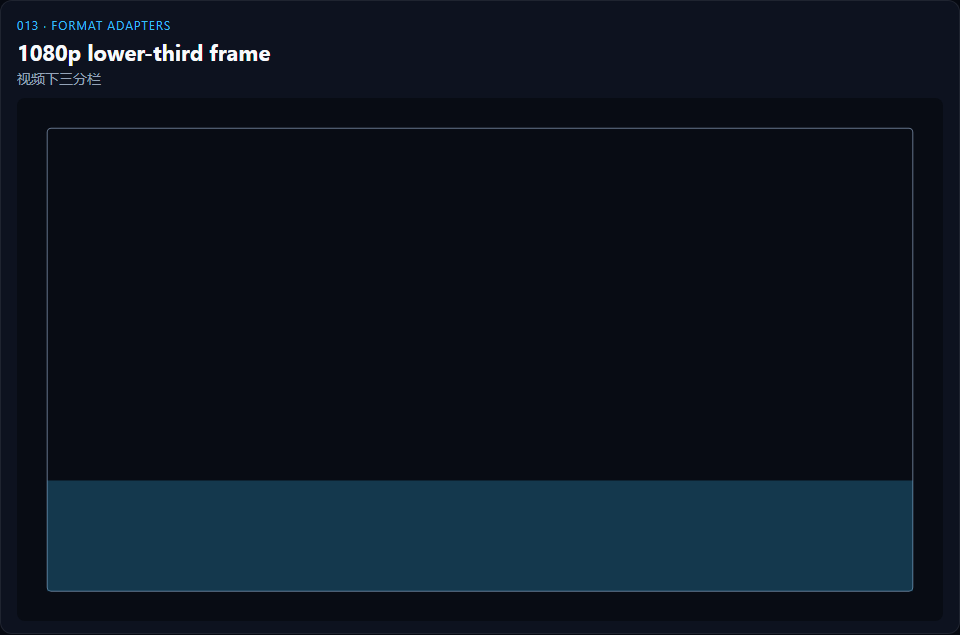 013 · FORMAT ADAPTERS
1080p lower-third frame
视频下三分栏